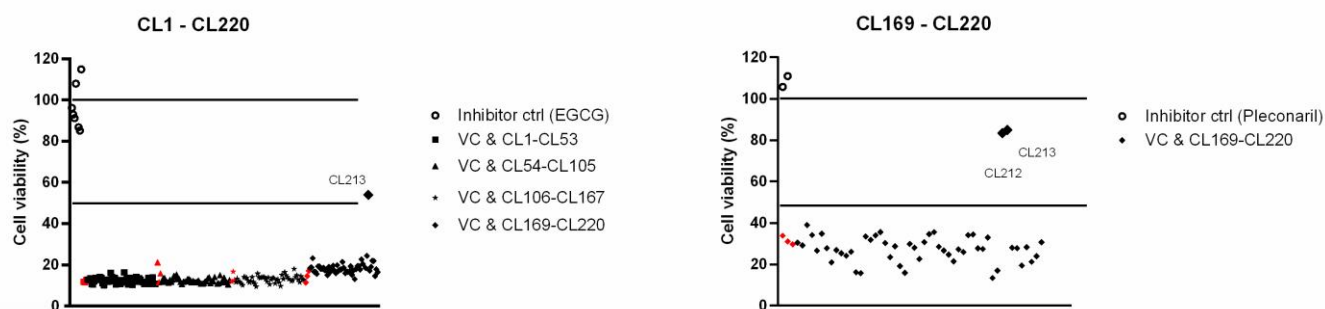 CL1 - CL220
Cell viability (%)
120
100
80
60
40
20
0
CL213
Inhibitor ctrl (EGCG)
VC & CL1-CL53
VC & CL54-CL105
VC & CL106-CL167
VC & CL169-CL220
CL169 - CL220
Cell viability (%)
120
100
80
60
40
20
0
CL213
CL212
Inhibitor ctrl (Pleconaril)
VC & CL169-CL220